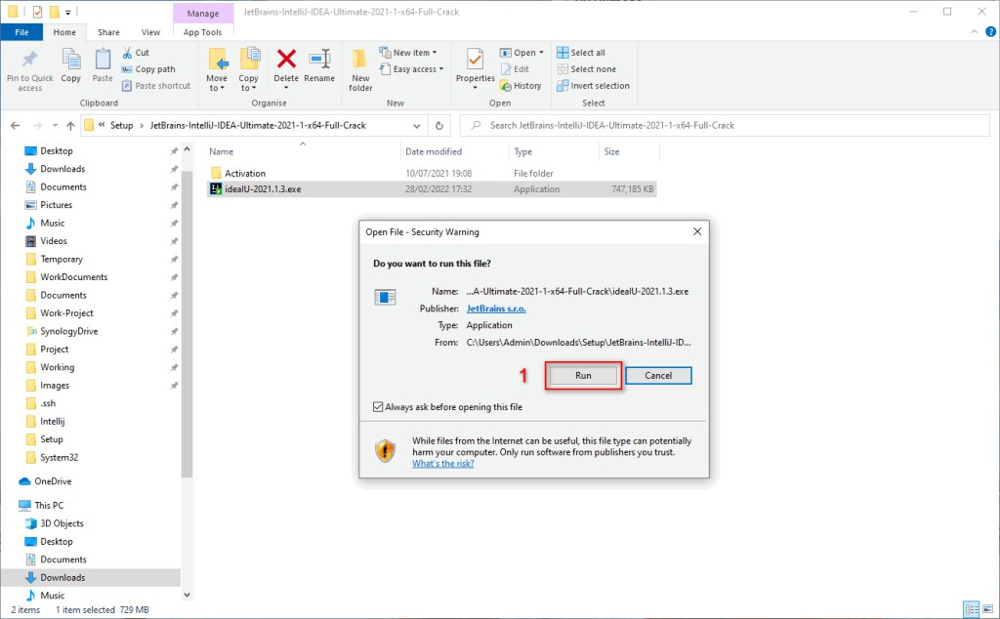 Manage
JetBrains-IntelliJ-IDEA-Ultimate-2021-1-x64-Full-Crack
File
Home
Share
View
App Tools
Pin to Quick access
Copy
Paste
Cut
Copy path
Paste shortcut
Clipboard
Move to
Copy to
Delete
Rename
Organise
New folder
New item
Easy access
New
Properties
Open
Edit
History
Open
Select all
Select none
Invert selection
Select
« Setup › JetBrains-IntelliJ-IDEA-Ultimate-2021-1-x64-Full-Crack
Search JetBrains-IntelliJ-IDEA-Ultimate-2021-1-x64-Full-Crack
Desktop
Downloads
Documents
Pictures
Music
Videos
Temporary
WorkDocuments
Documents
Work-Project
SynologyDrive
Project
Working
Images
.ssh
Intellij
Setup
System32
OneDrive
This PC
3D Objects
Desktop
Documents
Downloads
Music
Name Date modified Type Size
Activation 10/07/2021 19:08 File folder
ideaIU-2021.1.3.exe 28/02/2022 17:32 Application 747,185 KB
Open File - Security Warning
Do you want to run this file?
Name: ...A-Ultimate-2021-1-x64-Full-Crack\ideaIU-2021.1.3.exe
Publisher: JetBrains s.r.o.
Type: Application
From: C:\Users\Admin\Downloads\Setup\JetBrains-IntelliJ-ID...
1
Run
Cancel
Always ask before opening this file
While files from the Internet can be useful, this file type can potentially
harm your computer. Only run software from publishers you trust.
What's the risk?
2 items 1 item selected 729 MB